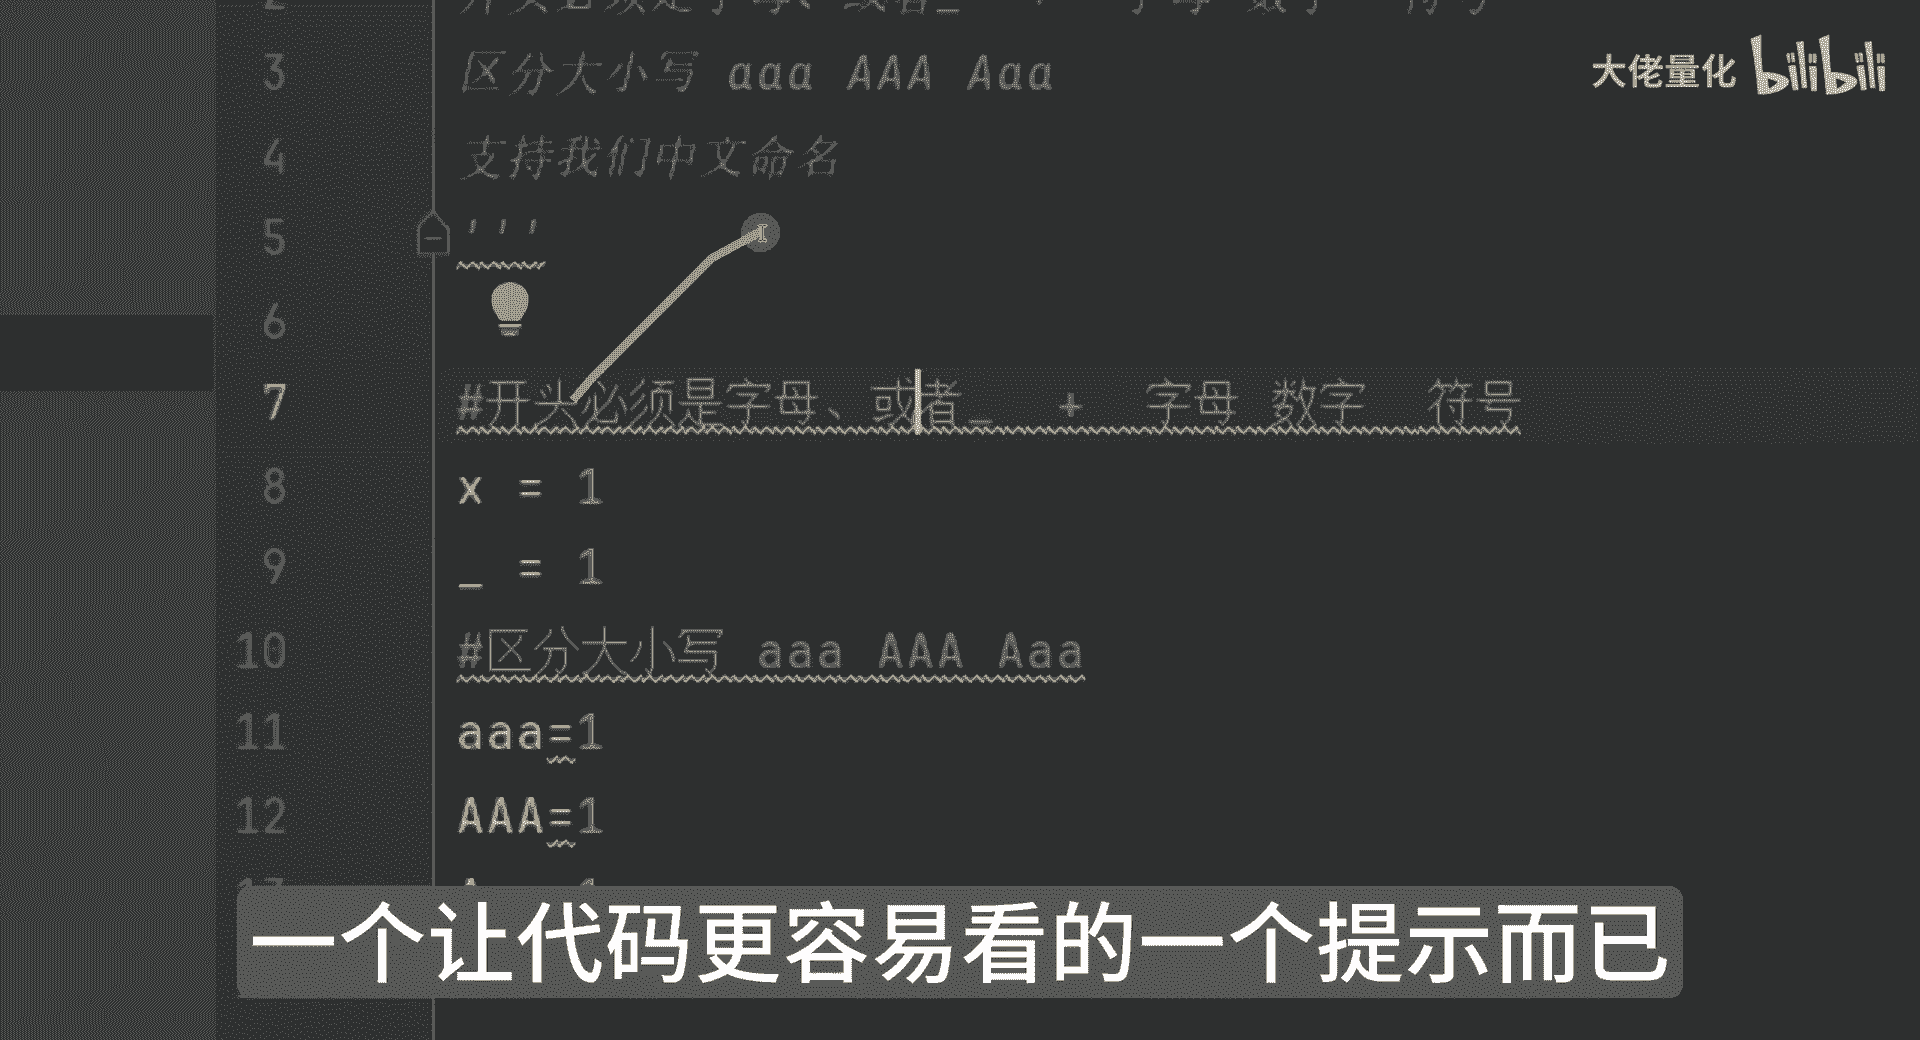 3 区分大小写 aaa AAA Aaa
大佬量化 bilibili
4 支持我们中文命名
5 '''
6
7 #开头必须是字母、或者_ + 字母 数字 符号
8 x = 1
9 _ = 1
10 #区分大小写 aaa AAA Aaa
11 aaa=1
12 AAA=1
一个让代码更容易看的一个提示而已